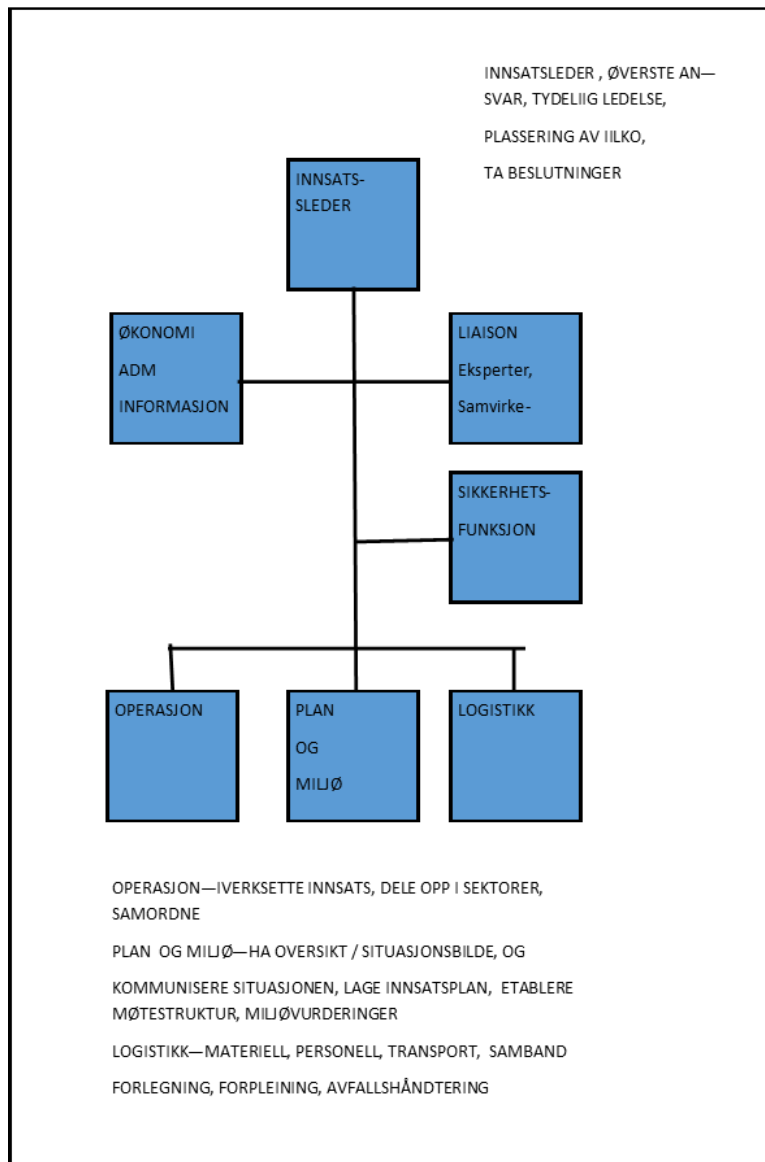 INNSATSLEDER , ØVERSTE AN—
SVAR, TYDELIIG LEDELSE,
PLASSERING AV IILKO,
TA BESLUTNINGER
INNSATS-
SLEDER
ØKONOMI
ADM
INFORMASJON
LIAISON
Eksperter,
Samvirke-
SIKKERHETS-
FUNKSJON
OPERASJON
PLAN
OG
MILJØ
LOGISTIKK
OPERASJON—IVERKSETTE INNSATS, DELE OPP I SEKTORER,
SAMORDNE
PLAN OG MILJØ—HA OVERSIKT / SITUASJONSBILDE, OG
KOMMUNISERE SITUASJONEN, LAGE INNSATSPLAN, ETABLERE
MØTESTRUKTUR, MILJØVURDERINGER
LOGISTIKK—MATERIELL, PERSONELL, TRANSPORT, SAMBAND
FORLEGNING, FORPLEINING, AVFALLSHÅNDTERING